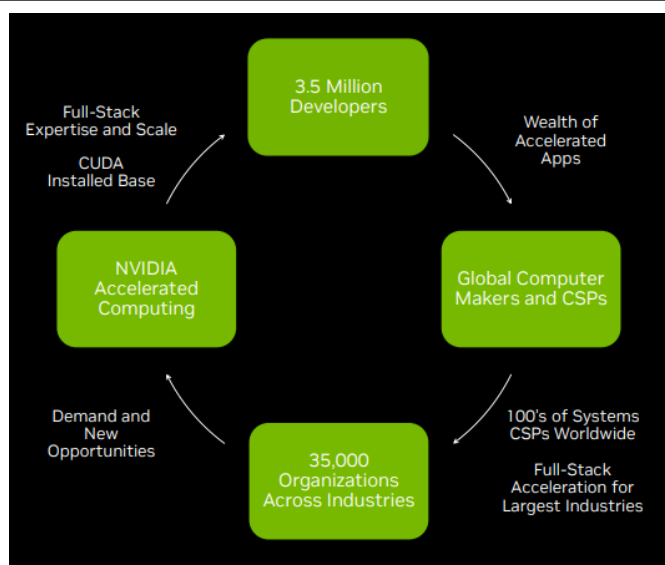 3.5 Million
Developers
Full-Stack
Expertise and Scale
CUDA
Installed Base
Wealth of
Accelerated
Apps
NVIDIA
Accelerated
Computing
Global Computer
Makers and CSPs
Demand and
New
Opportunities
35,000
Organizations
Across Industries
100's of Systems
CSPs Worldwide
Full-Stack
Acceleration for
Largest Industries